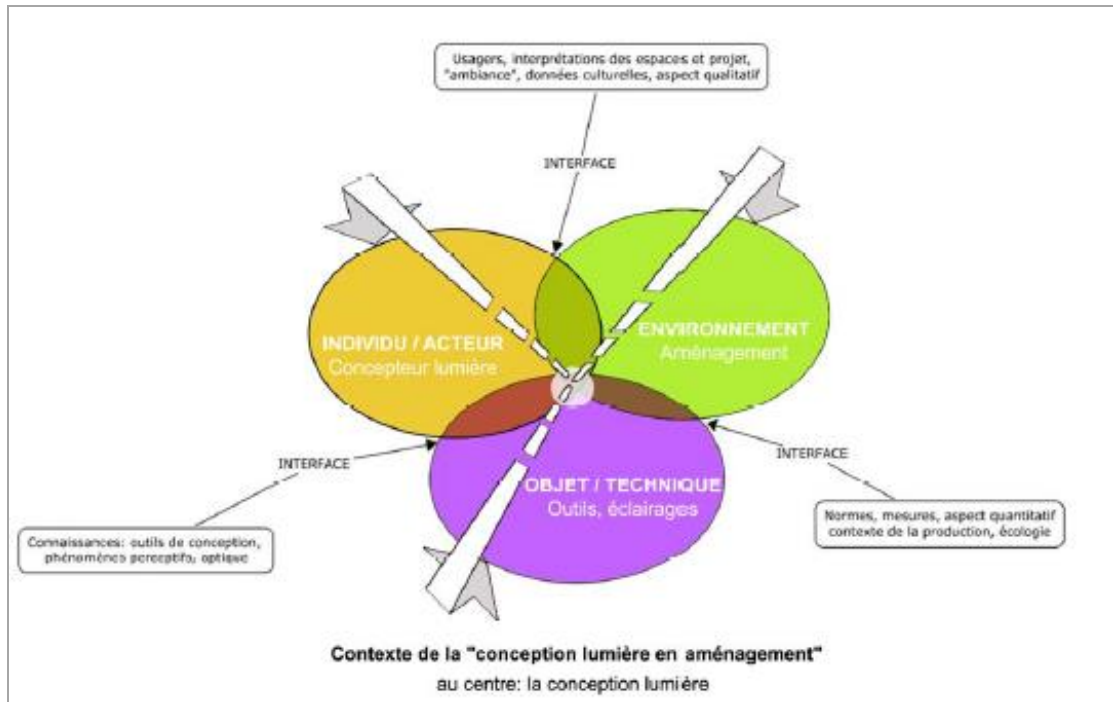 Usagers, interprétations des espaces et projet,
"ambiance", données culturelles, aspect qualitatif
INTERFACE
INDIVIDU / ACTEUR
Concepteur lumière
ENVIRONNEMENT
Aménagement
INTERFACE
INTERFACE
OBJET / TECHNIQUE
Outils, éclairages
Connaissances: outils de conception,
phénomènes perceptifs, optique
Normes, mesures, aspect quantitatif
contexte de la production, écologie
Contexte de la "conception lumière en aménagement"
au centre: la conception lumière